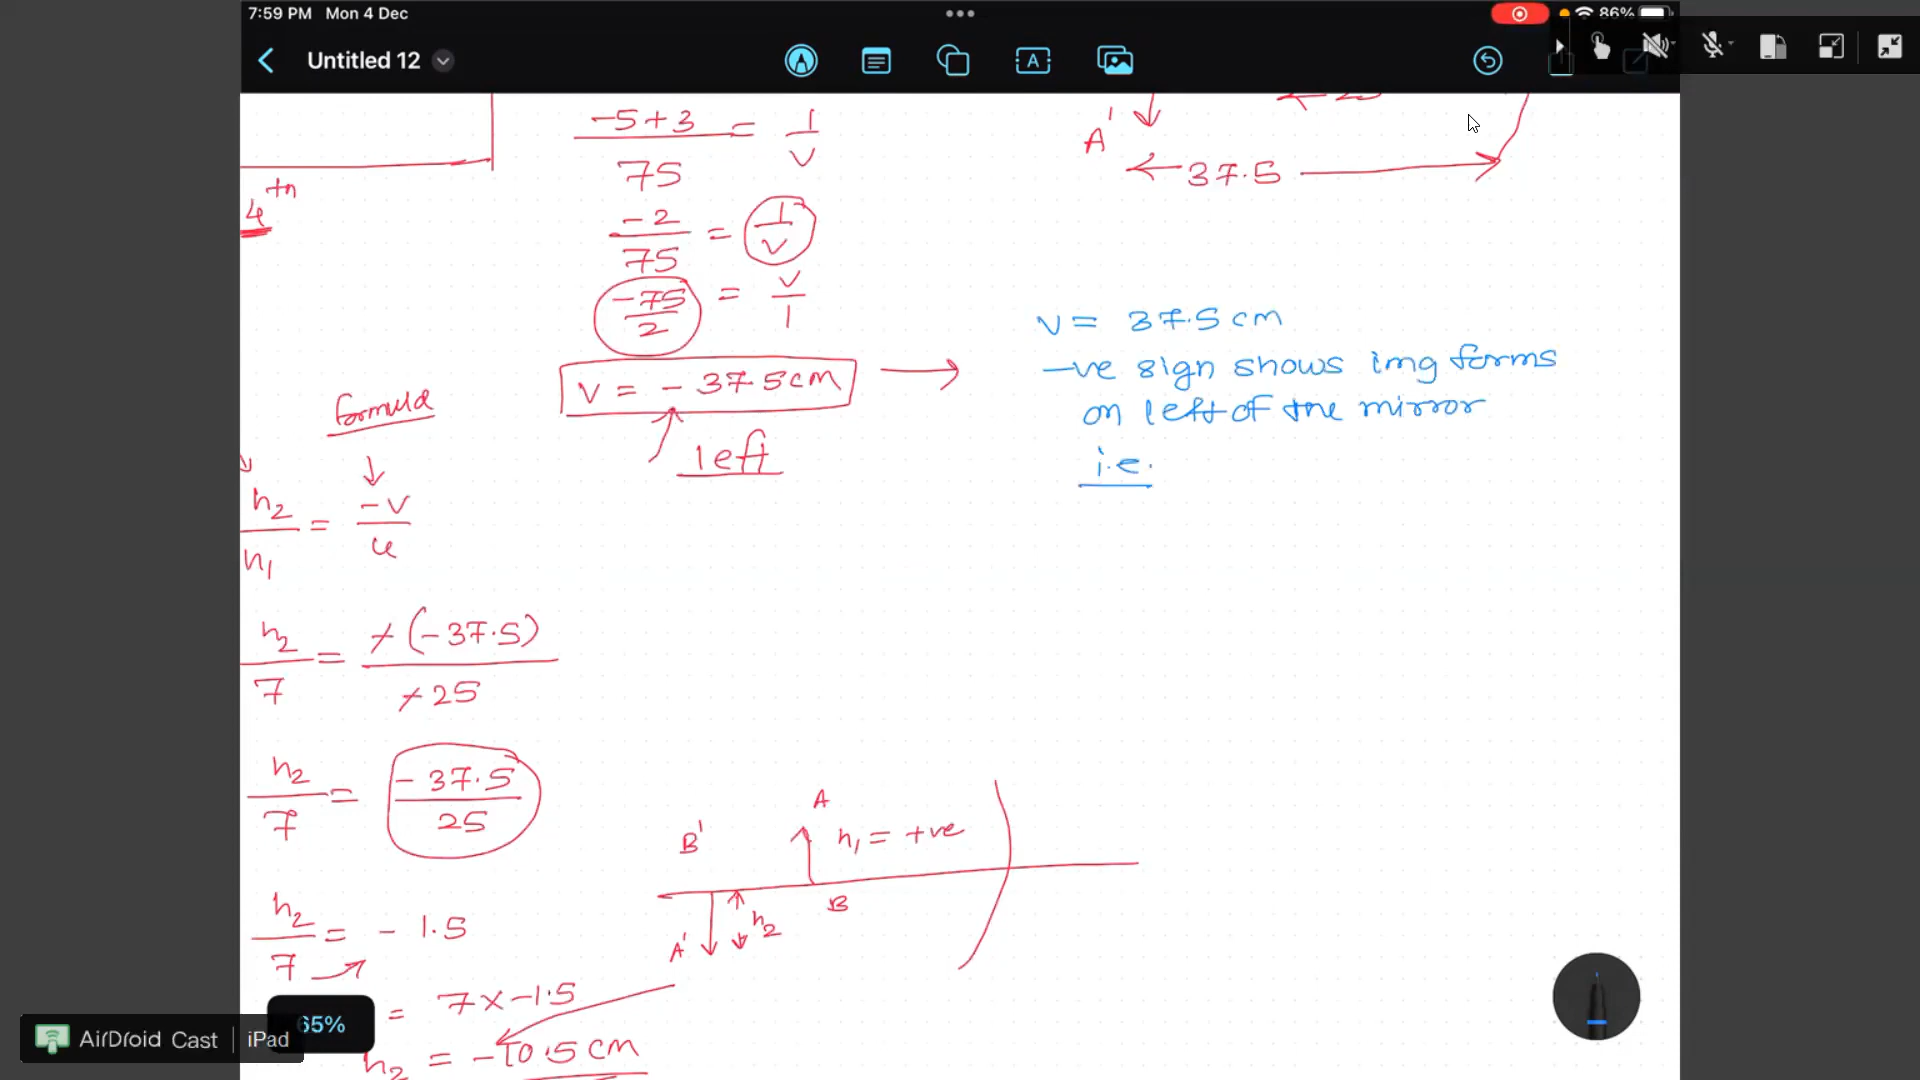 7:59 PM Mon 4 Dec
86%
Untitled 12
A
-5+3 / 75 = 1/v
-2/75 = 1/v
-75/2 = v/1
v = - 37.5cm
left
A'
37.5
4th
v = 37.5 cm
-ve sign shows img forms
on left of the mirror
i.e.
formula
h2/h1 = -v/u
h2/7 = -(-37.5)/-25
h2/7 = -37.5/25
h2/7 = - 1.5
= 7x-1.5
h2 = -10.5 cm
A
B'
h1 = +ve
B
A'
h2
65%
AirDroid Cast
iPad